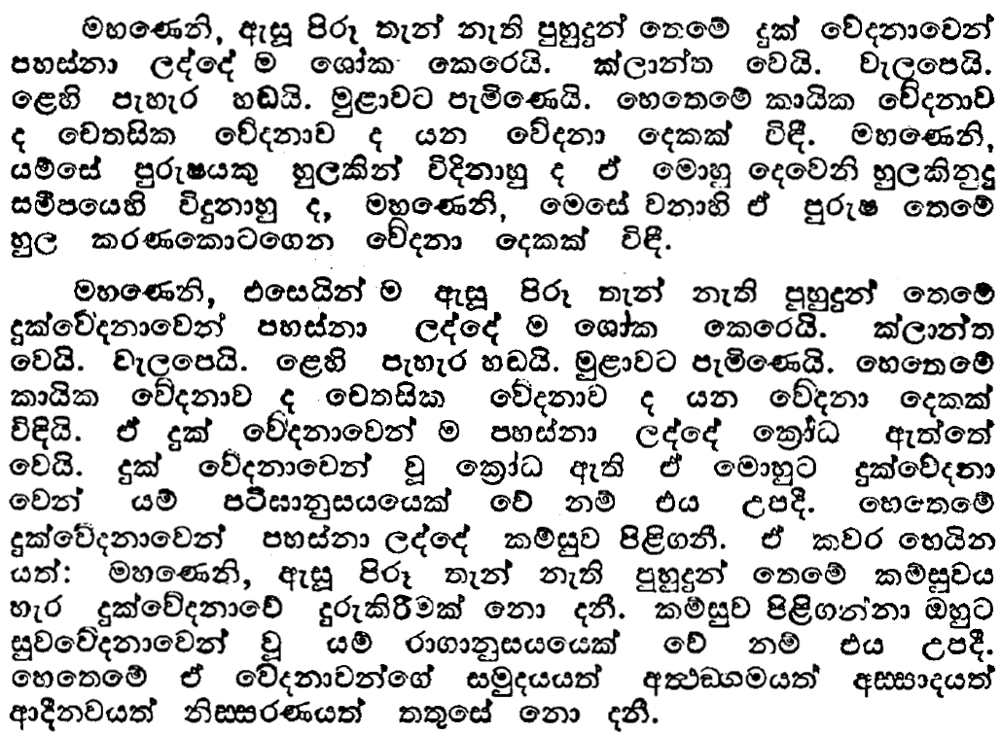 මහණෙනි, ඇසූ පිරූ තැන් නැති පුහුදුන් තෙමේ දුක් වේදනාවෙන්
පහස්නා ලද්දේ ම ශෝක කෙරෙයි. ක්ලාන්ත වෙයි. වැලපෙයි.
ළෙහි පැහැර හඬයි. මුළාවට පැමිණෙයි. හෙතෙමේ කායික වේදනාව
ද චෙතසික වේදනාව ද යන වේදනා දෙකක් විඳී. මහණෙනි,
යම්සේ පුරුෂයකු හුලකින් විදිනාහු ද ඒ මොහු දෙවෙනි හුලකිනුදු
සමීපයෙහි විදුනාහු ද, මහණෙනි, මෙසේ වනාහි ඒ පුරුෂ තෙමේ
හුල කරණකොටගෙන වේදනා දෙකක් විඳී.
මහණෙනි, එසෙයින් ම ඇසූ පිරූ තැන් නැති පුහුදුන් තෙමේ
දුක්වේදනාවෙන් පහස්නා ලද්දේ ම ශෝක කෙරෙයි. ක්ලාන්ත
වෙයි. වැලපෙයි. ළෙහි පැහැර හඬයි. මුළාවට පැමිණෙයි. හෙතෙමේ
කායික වේදනාව ද චෙතසික වේදනාව ද යන වේදනා දෙකක්
විඳියි. ඒ දුක් වේදනාවෙන් ම පහස්නා ලද්දේ ක්‍රෝධ ඇත්තේ
වෙයි. දුක් වේදනාවෙන් වූ ක්‍රෝධ ඇති ඒ මොහුට දුක්වේදනා
වෙන් යම් පටිඝානුසයයෙක් වේ නම් එය උපදී. හෙතෙමේ
දුක්වේදනාවෙන් පහස්නා ලද්දේ කම්සුව පිළිගනී. ඒ කවර හෙයින
යත්: මහණෙනි, ඇසූ පිරූ තැන් නැති පුහුදුන් තෙමේ කම්සුවය
හැර දුක්වේදනාවේ දුරුකිරීමක් නො දනී. කම්සුව පිළිගන්නා ඔහුට
සුවවේදනාවෙන් වූ යම් රාගානුසයයෙක් වේ නම් එය උපදී.
හෙතෙමේ ඒ වේදනාවන්ගේ සමුදයයත් අත්‍ථඞ්ගමයත් අස්සාදයත්
ආදීනවයත් නිස්සරණයත් තතුසේ නො දනී.